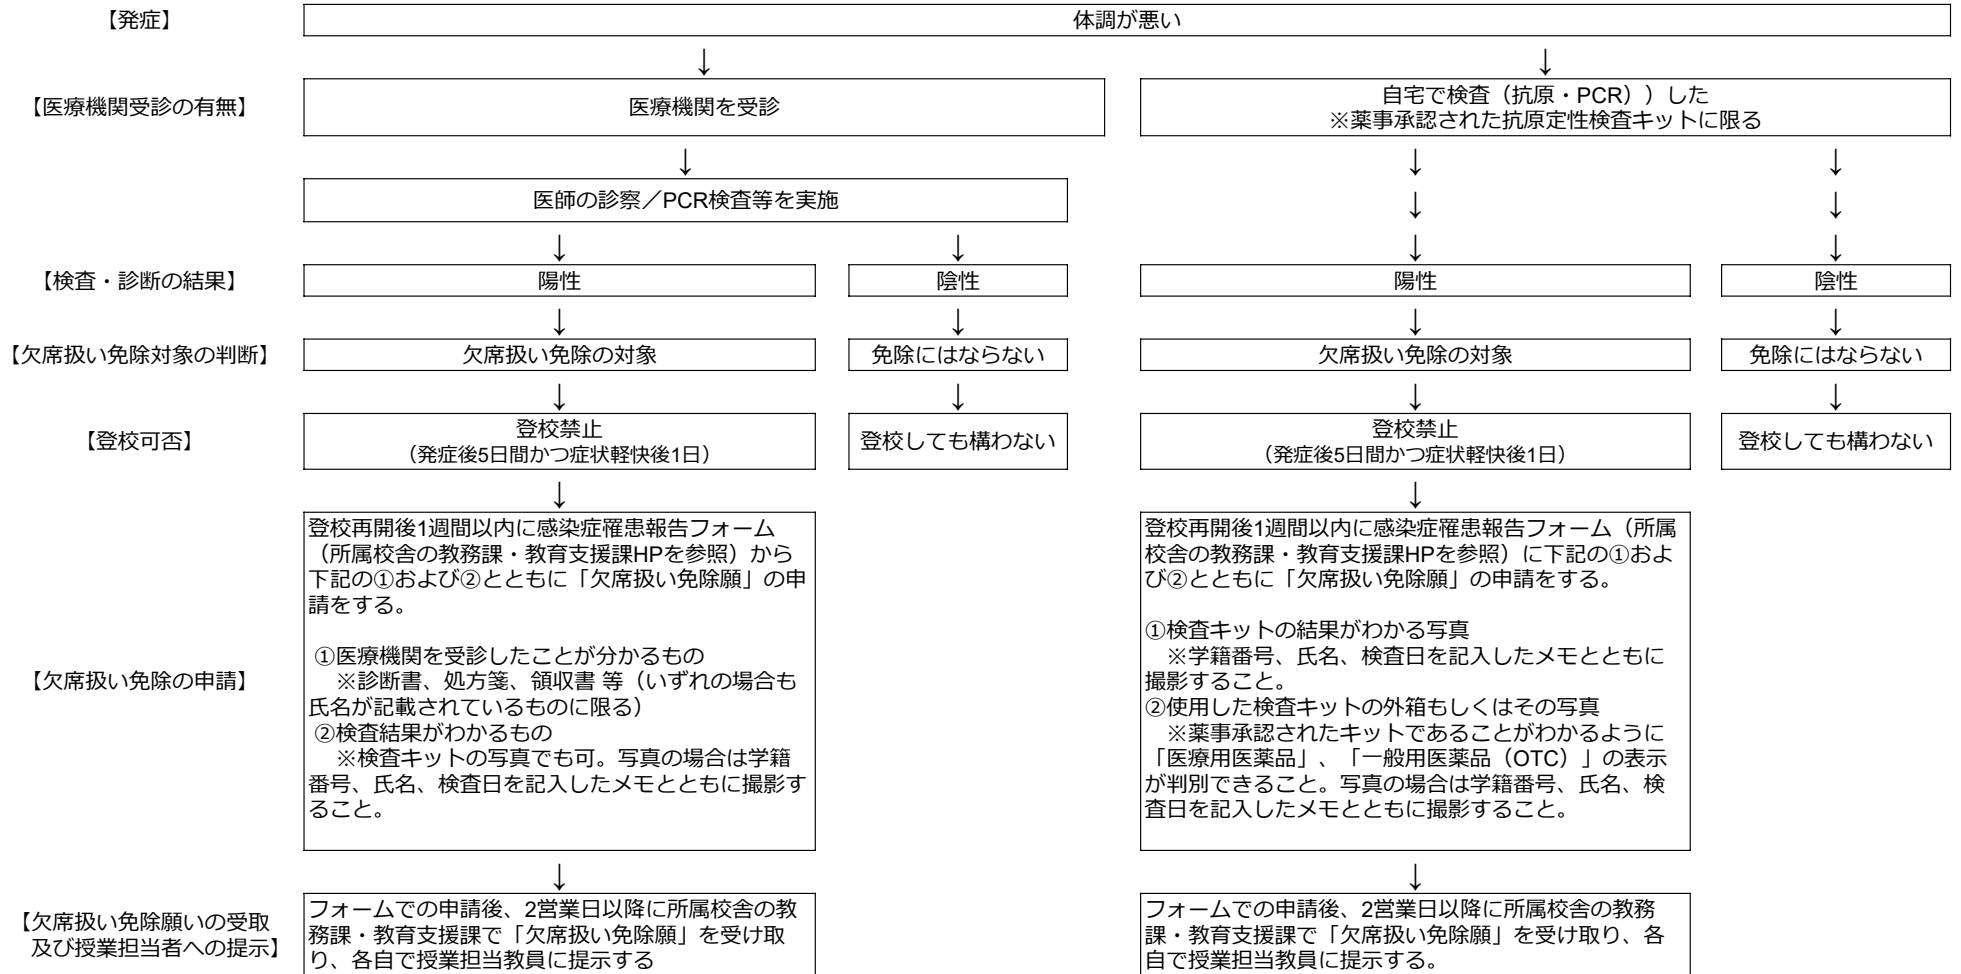 【発症】
体調が悪い
↓
↓
【医療機関受診の有無】
医療機関を受診
自宅で検査（抗原・PCR））した
※薬事承認された抗原定性検査キットに限る
↓
↓
↓
医師の診察／PCR検査等を実施
↓
↓
↓
↓
↓
↓
【検査・診断の結果】
陽性
陰性
陽性
陰性
↓
↓
↓
↓
【欠席扱い免除対象の判断】
欠席扱い免除の対象
免除にはならない
欠席扱い免除の対象
免除にはならない
↓
↓
↓
↓
【登校可否】
登校禁止
（発症後5日間かつ症状軽快後1日）
登校しても構わない
登校禁止
（発症後5日間かつ症状軽快後1日）
登校しても構わない
↓
↓
【欠席扱い免除の申請】
登校再開後1週間以内に感染症罹患報告フォーム
（所属校舎の教務課・教育支援課HPを参照）から
下記の①および②とともに「欠席扱い免除願」の申
請をする。
①医療機関を受診したことが分かるもの
※診断書、処方箋、領収書 等（いずれの場合も
氏名が記載されているものに限る）
②検査結果がわかるもの
※検査キットの写真でも可。写真の場合は学籍
番号、氏名、検査日を記入したメモとともに撮影す
ること。
登校再開後1週間以内に感染症罹患報告フォーム（所属
校舎の教務課・教育支援課HPを参照）に下記の①およ
び②とともに「欠席扱い免除願」の申請をする。
①検査キットの結果がわかる写真
※学籍番号、氏名、検査日を記入したメモとともに
撮影すること。
②使用した検査キットの外箱もしくはその写真
※薬事承認されたキットであることがわかるように
「医療用医薬品」、「一般用医薬品（OTC）」の表示
が判別できること。写真の場合は学籍番号、氏名、検
査日を記入したメモとともに撮影すること。
↓
↓
【欠席扱い免除願いの受取
及び授業担当者への提示】
フォームでの申請後、2営業日以降に所属校舎の教
務課・教育支援課で「欠席扱い免除願」を受け取
り、各自で授業担当教員に提示する
フォームでの申請後、2営業日以降に所属校舎の教務
課・教育支援課で「欠席扱い免除願」を受け取り、各
自で授業担当教員に提示する。